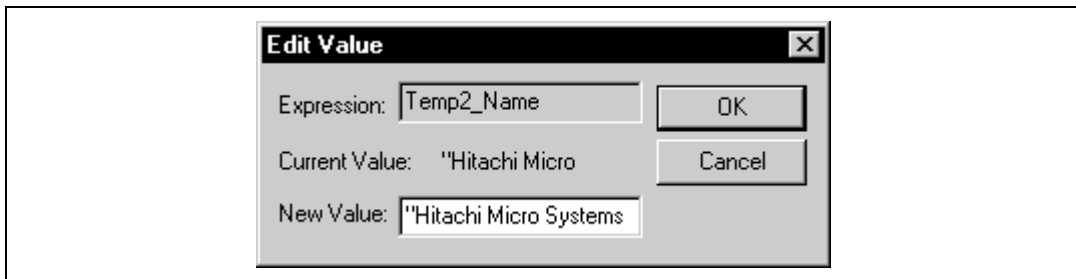 Edit Value
Expression: Temp2_Name OK
Current Value: "Hitachi Micro Cancel
New Value: "Hitachi Micro Systems